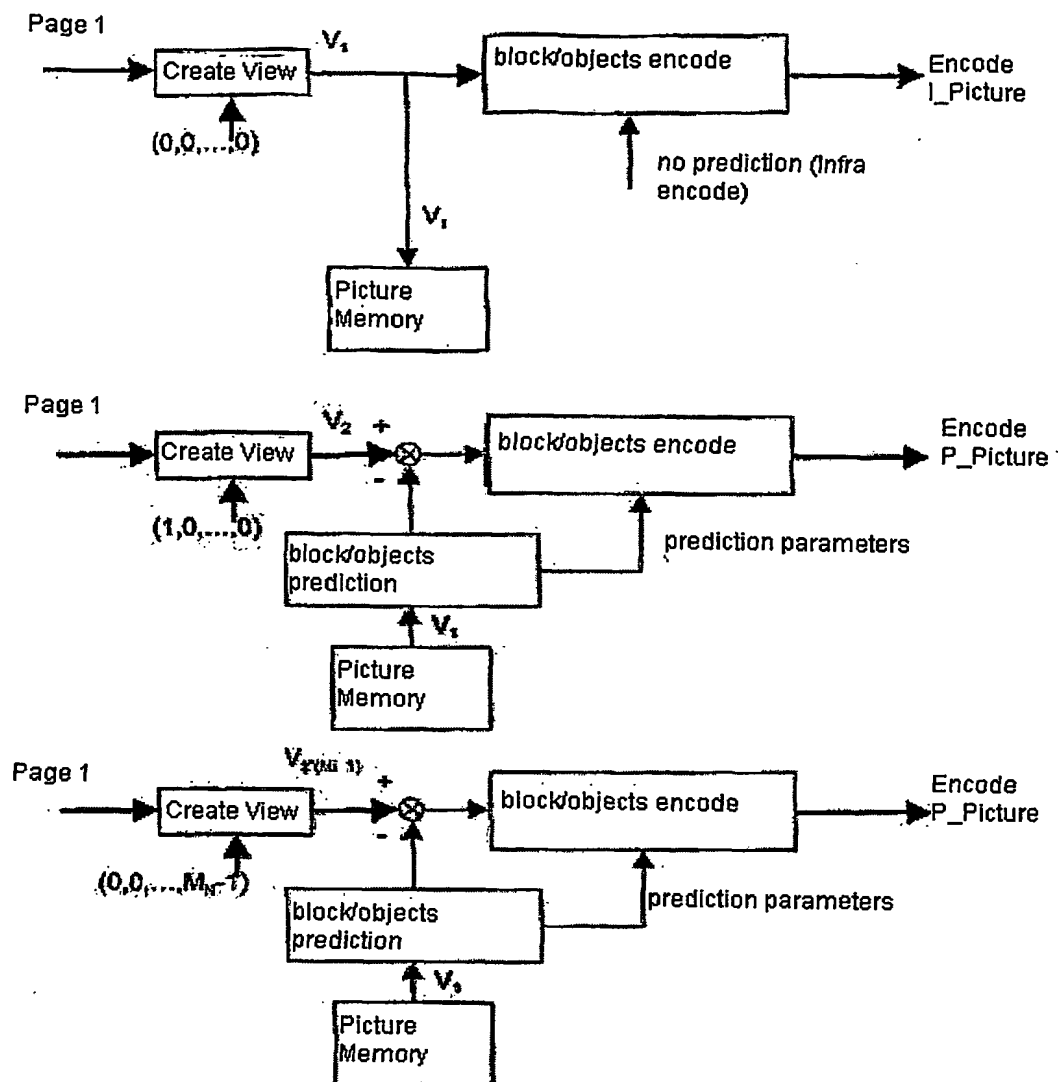 Page 1
V₁
Create View
block/objects encode
Encode
I_Picture
(0,0,...,0)
no prediction (Infra
encode)
V₁
Picture
Memory
Page 1
V₂
+
Create View
block/objects encode
Encode
P_Picture
-
(1,0,...,0)
block/objects
prediction
prediction parameters
V₁
Picture
Memory
Page 1
+
Create View
block/objects encode
Encode
P_Picture
-
(0,0,...,M_N-1)
block/objects
prediction
prediction parameters
Picture
Memory